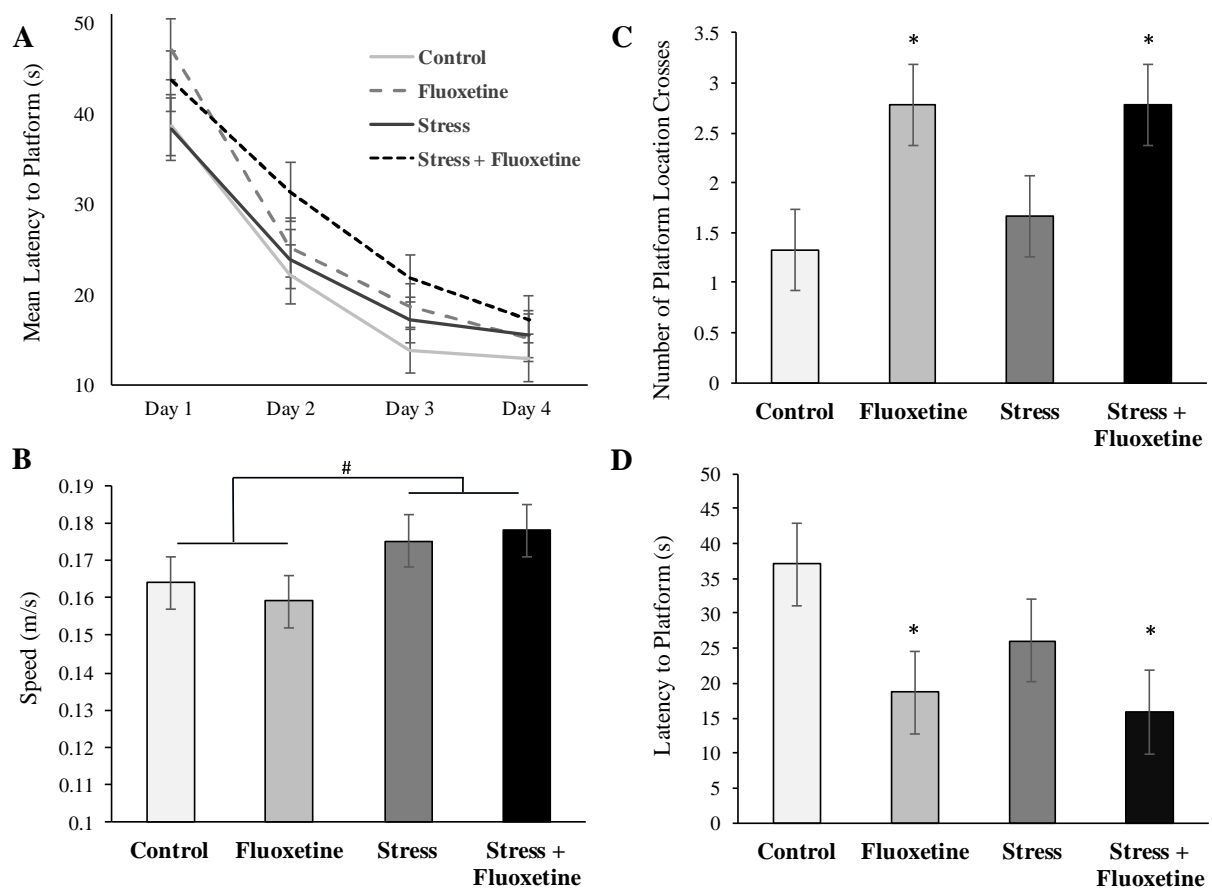 A
Mean Latency to Platform (s)
50
40
30
20
10
Day 1 Day 2 Day 3 Day 4
Control
Fluoxetine
Stress
Stress + Fluoxetine
C
Number of Platform Location Crosses
3.5
3
2.5
2
1.5
1
0.5
0
* *
Control Fluoxetine Stress Stress +
Fluoxetine
B
Speed (m/s)
#
0.19
0.18
0.17
0.16
0.15
0.14
0.13
0.12
0.11
0.1
Control Fluoxetine Stress Stress +
Fluoxetine
D
Latency to Platform (s)
50
45
40
35
30
25
20
15
10
5
0
* *
Control Fluoxetine Stress Stress +
Fluoxetine